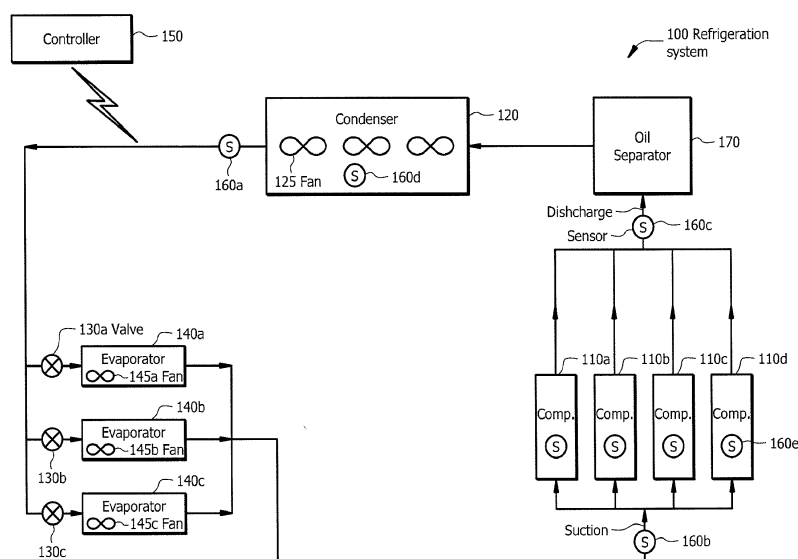 Controller
150
100 Refrigeration
system
Condenser
120
Oil
Separator
170
S
160a
125 Fan
S
160d
Dishcharge
Sensor
S
160c
130a Valve
140a
Evaporator
145a Fan
140b
Evaporator
145b Fan
130b
140c
Evaporator
145c Fan
130c
110a
110b
110c
110d
Comp.
Comp.
Comp.
Comp.
S
S
S
S
160e
Suction
S
160b